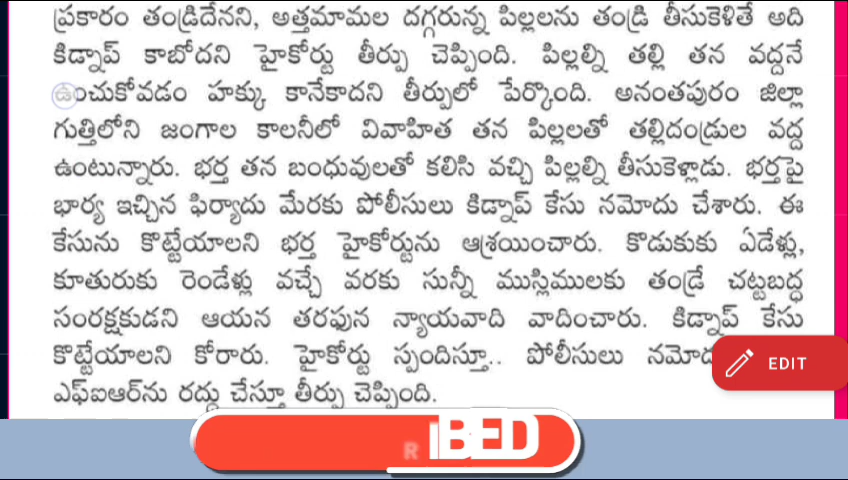 ప్రకారం తండ్రిదేనని, అత్తమామల దగ్గరున్న పిల్లలను తండ్రి తీసుకెళితే అది
కిడ్నాప్ కాబోదని హైకోర్టు తీర్పు చెప్పింది. పిల్లల్ని తల్లి తన వద్దనే
ఉంచుకోవడం హక్కు కానేకాదని తీర్పులో పేర్కొంది. అనంతపురం జిల్లా
గుత్తిలోని జంగాల కాలనీలో వివాహిత తన పిల్లలతో తల్లిదండ్రుల వద్ద
ఉంటున్నారు. భర్త తన బంధువులతో కలిసి వచ్చి పిల్లల్ని తీసుకెళ్లాడు. భర్తపై
భార్య ఇచ్చిన ఫిర్యాదు మేరకు పోలీసులు కిడ్నాప్ కేసు నమోదు చేశారు. ఈ
కేసును కొట్టేయాలని భర్త హైకోర్టును ఆశ్రయించారు. కొడుకుకు ఏడేళ్లు,
కూతురుకు రెండేళ్లు వచ్చే వరకు సున్నీ ముస్లిములకు తండ్రే చట్టబద్ధ
సంరక్షకుడని ఆయన తరఫున న్యాయవాది వాదించారు. కిడ్నాప్ కేసు
కొట్టేయాలని కోరారు. హైకోర్టు స్పందిస్తూ.. పోలీసులు
EDIT
ఎఫ్ఐఆర్‌ను రద్దు చేస్తూ తీర్పు చెప్పింది.